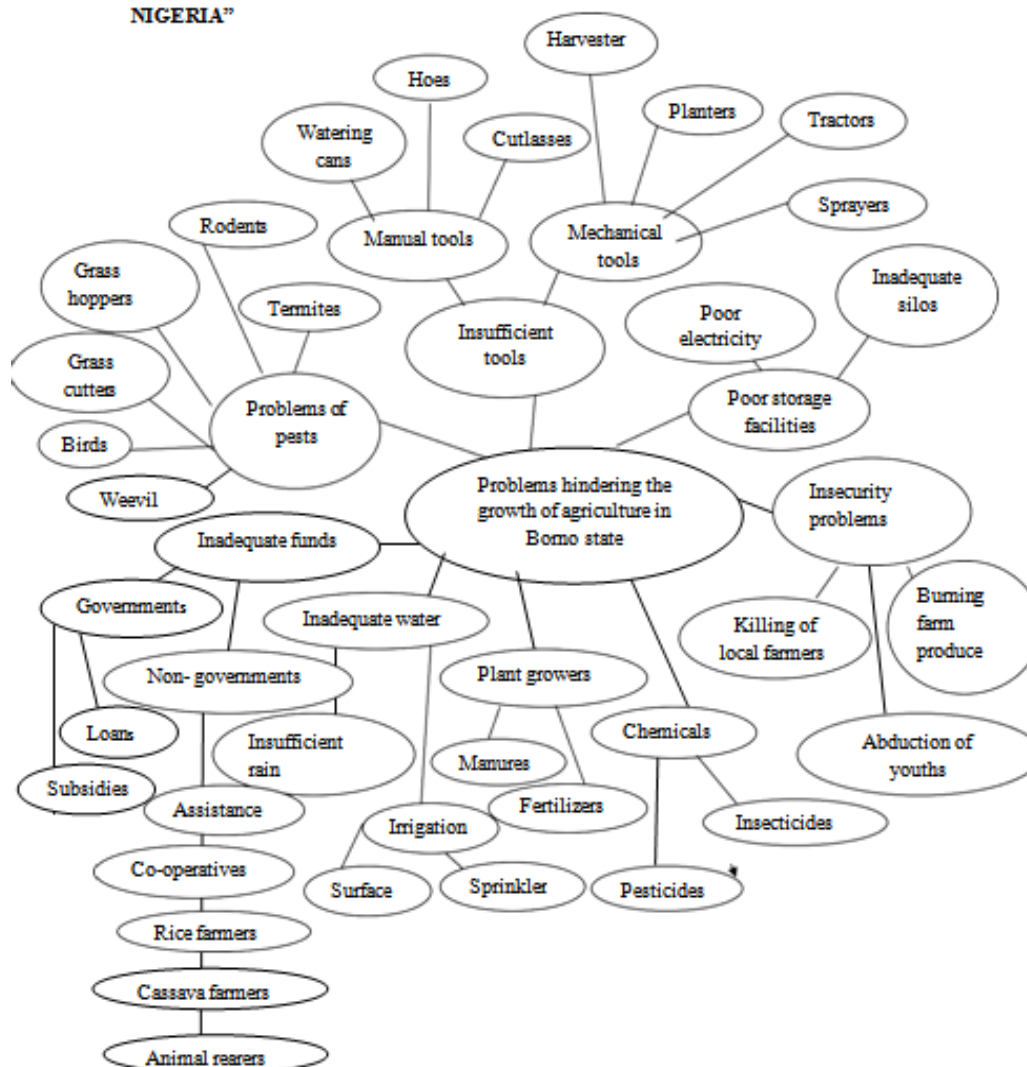 NIGERIA”
Harvester
Hoes
Planters
Tractors
Watering
cans
Cutlasses
Sprayers
Rodents
Manual tools
Mechanical
tools
Grass
hoppers
Inadequate
silos
Termites
Poor
electricity
Insufficient
tools
Grass
cutters
Problems of
pests
Poor storage
facilities
Birds
Weevil
Problems hindering the
growth of agriculture in
Borno state
Insecurity
problems
Inadequate funds
Governments
Inadequate water
Killing of
local farmers
Burning
farm
produce
Non- governments
Plant growers
Loans
Insufficient
rain
Manures
Chemicals
Abduction of
youths
Subsidies
Assistance
Fertilizers
Irrigation
Insecticides
Co-operatives
Surface
Sprinkler
Pesticides
Rice farmers
Cassava farmers
Animal rearers